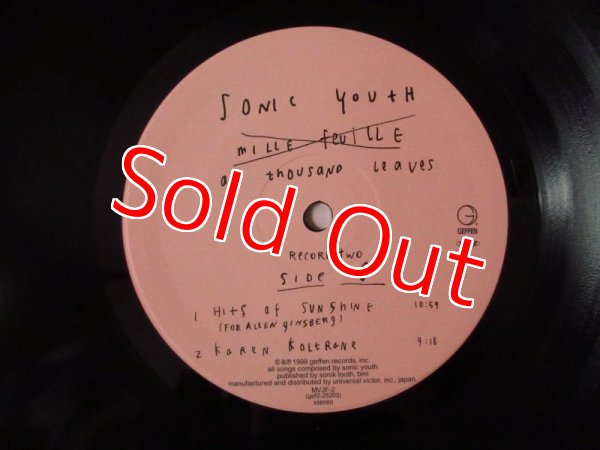 SONIC YOUTH
MILLE FEUILLE
A THOUSAND LEAVES
Sold Out
GEFFEN
RECORD TWO
SIDE
1 HITS OF SUNSHINE 10:59
(FOR ALLEN GINSBERG)
2 KAREN KOLTRANE 9:18
©&℗ 1998 geffen records, inc.
all songs composed by sonic youth
published by sonik tooth, bmi
manufactured and distributed by universal victor, inc., japan.
MVJF-2
(gef2-25203)
stereo